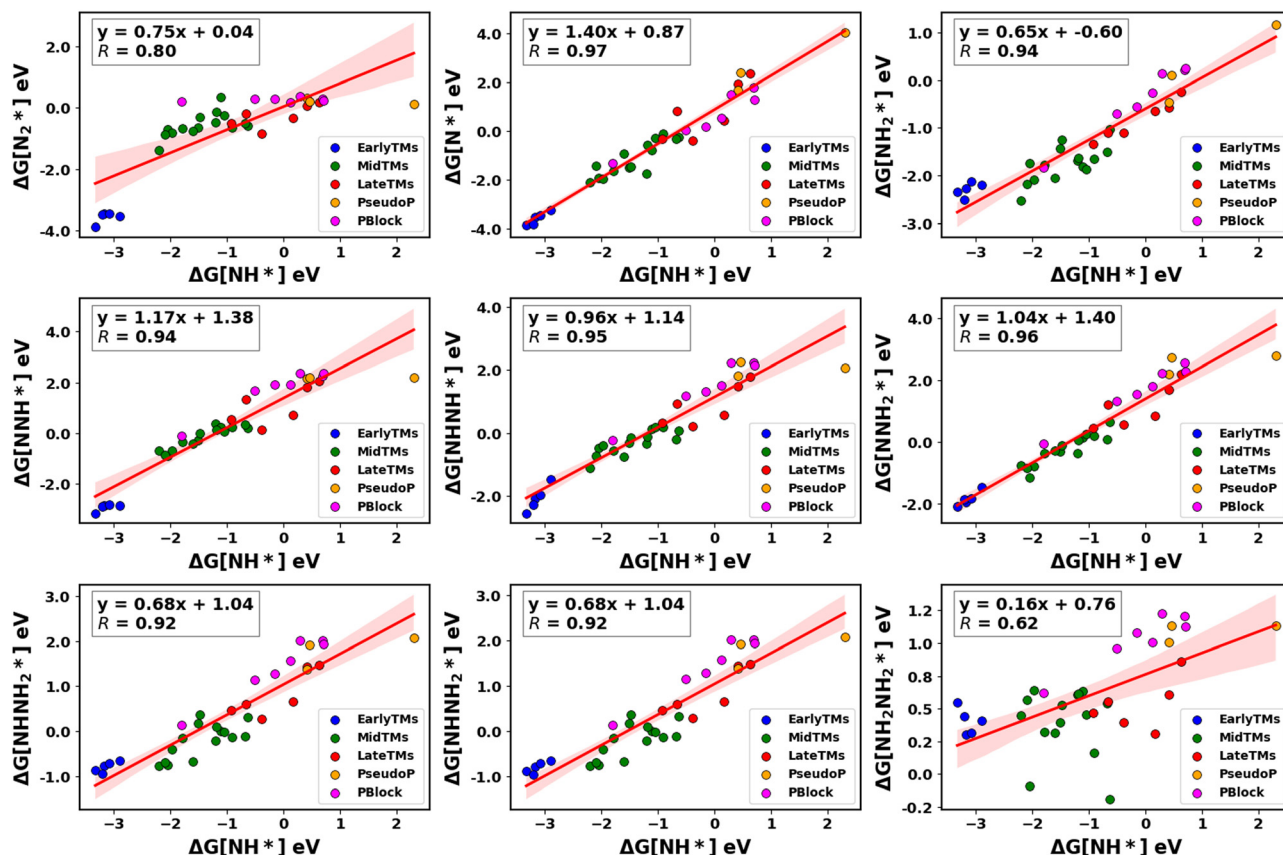 y = 0.75x + 0.04
R = 0.80
ΔG[N₂*] eV
2.0
0.0
-2.0
-4.0
EarlyTMs
MidTMs
LateTMs
PseudoP
PBlock
−3 −2 −1 0 1 2
ΔG[NH*] eV
y = 1.40x + 0.87
R = 0.97
ΔG[N*] eV
4.0
2.0
0.0
-2.0
-4.0
EarlyTMs
MidTMs
LateTMs
PseudoP
PBlock
−3 −2 −1 0 1 2
ΔG[NH*] eV
y = 0.65x + -0.60
R = 0.94
ΔG[NH₂*] eV
1.0
0.0
-1.0
-2.0
-3.0
EarlyTMs
MidTMs
LateTMs
PseudoP
PBlock
−3 −2 −1 0 1 2
ΔG[NH*] eV
y = 1.17x + 1.38
R = 0.94
ΔG[NNH*] eV
4.0
2.0
0.0
-2.0
EarlyTMs
MidTMs
LateTMs
PseudoP
PBlock
−3 −2 −1 0 1 2
ΔG[NH*] eV
y = 0.96x + 1.14
R = 0.95
ΔG[NHNH*] eV
4.0
2.0
0.0
-2.0
EarlyTMs
MidTMs
LateTMs
PseudoP
PBlock
−3 −2 −1 0 1 2
ΔG[NH*] eV
y = 1.04x + 1.40
R = 0.96
ΔG[NNH₂*] eV
4.0
2.0
0.0
-2.0
EarlyTMs
MidTMs
LateTMs
PseudoP
PBlock
−3 −2 −1 0 1 2
ΔG[NH*] eV
y = 0.68x + 1.04
R = 0.92
ΔG[NHNH₂*] eV
3.0
2.0
1.0
0.0
-1.0
EarlyTMs
MidTMs
LateTMs
PseudoP
PBlock
−3 −2 −1 0 1 2
ΔG[NH*] eV
y = 0.68x + 1.04
R = 0.92
ΔG[NHNH₂*] eV
3.0
2.0
1.0
0.0
-1.0
EarlyTMs
MidTMs
LateTMs
PseudoP
PBlock
−3 −2 −1 0 1 2
ΔG[NH*] eV
y = 0.16x + 0.76
R = 0.62
ΔG[NH₂NH₂*] eV
1.2
1.0
0.8
0.5
0.2
0.0
-0.2
EarlyTMs
MidTMs
LateTMs
PseudoP
PBlock
−3 −2 −1 0 1 2
ΔG[NH*] eV